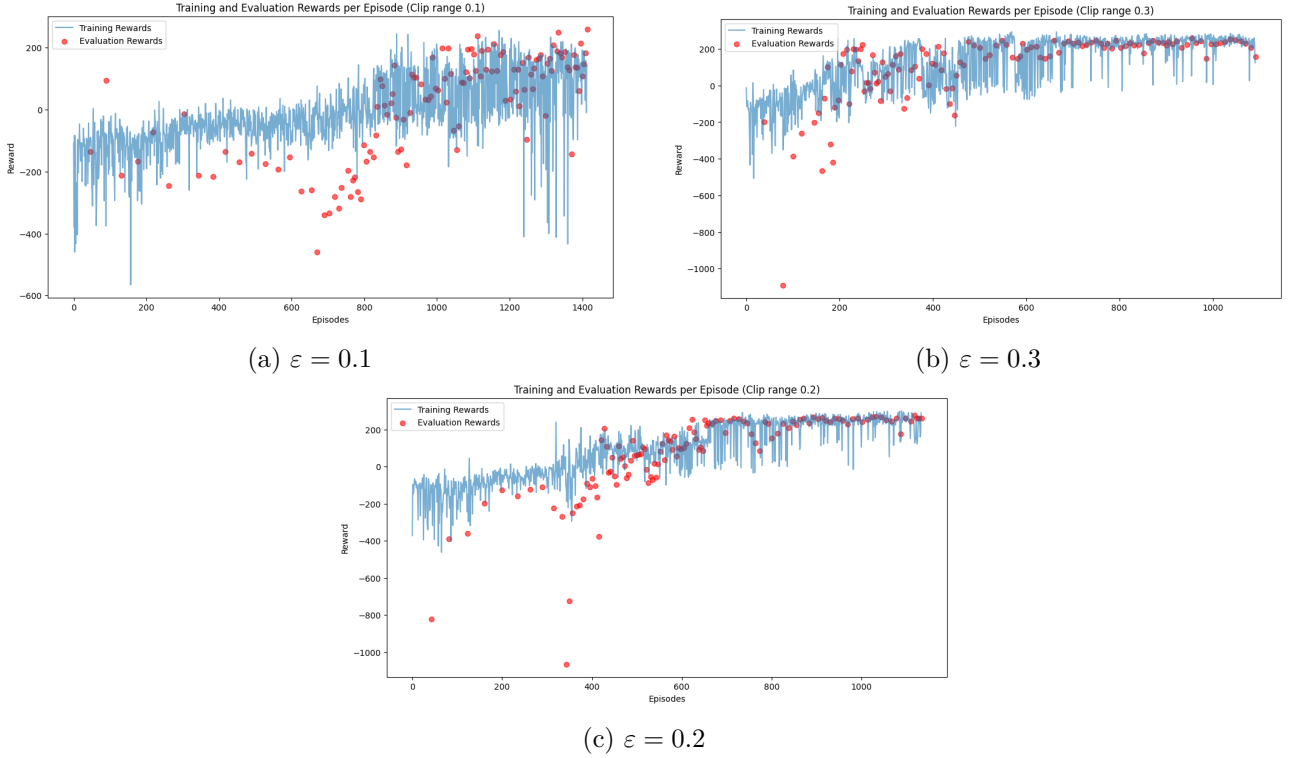 Training and Evaluation Rewards per Episode (Clip range 0.1)
Training Rewards
Evaluation Rewards
200
0
−200
−400
−600
Reward
0
200
400
600
800
1000
1200
1400
Episodes
(a) ε = 0.1
Training and Evaluation Rewards per Episode (Clip range 0.3)
Training Rewards
Evaluation Rewards
200
0
−200
−400
−600
−800
−1000
Reward
0
200
400
600
800
1000
Episodes
(b) ε = 0.3
Training and Evaluation Rewards per Episode (Clip range 0.2)
Training Rewards
Evaluation Rewards
200
0
−200
−400
−600
−800
−1000
Reward
0
200
400
600
800
1000
Episodes
(c) ε = 0.2